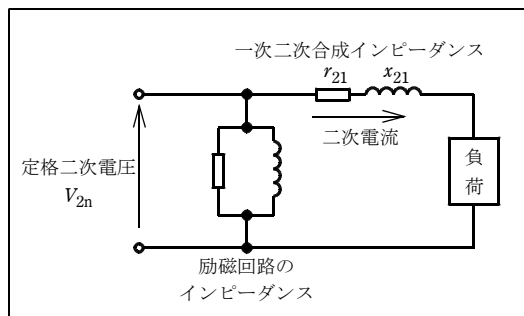 一次二次合成インピーダンス
r21 x21
二次電流
負
荷
定格二次電圧
V2n
励磁回路の
インピーダンス